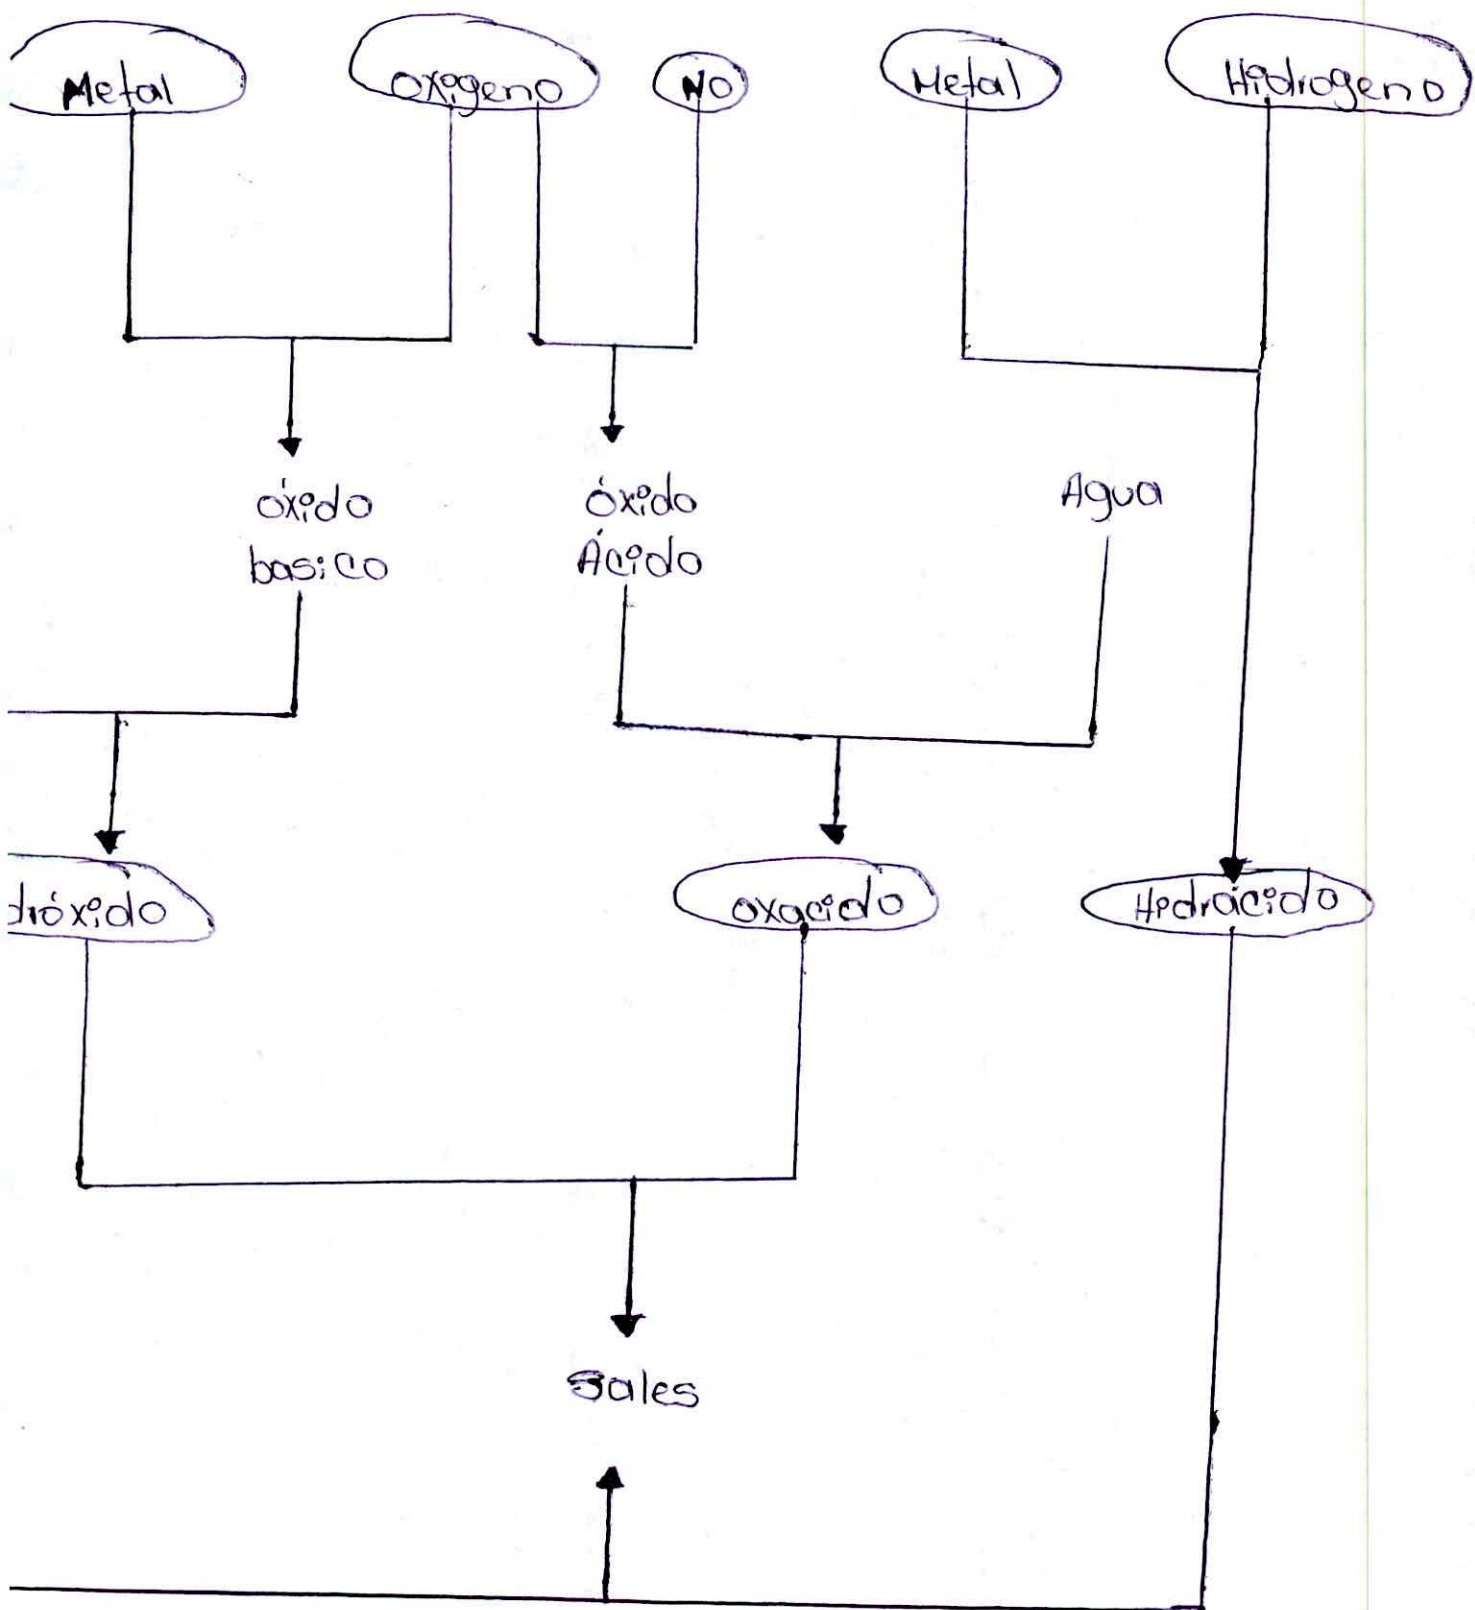 Metal
oxigeno
NO
Metal
Hidrogeno
óxido
basico
óxido
Ácido
Agua
dróxido
oxacido
Hidrácido
Sales